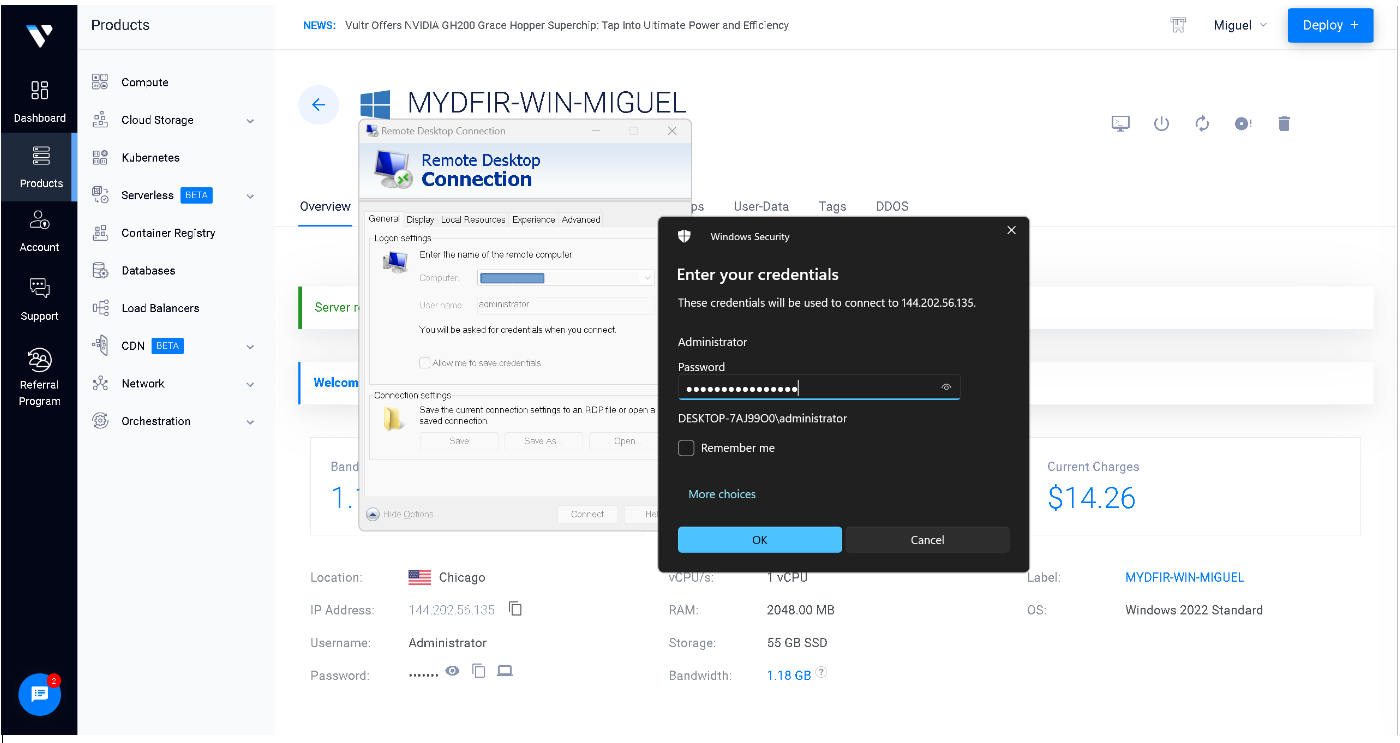 Products
NEWS: Vultr Offers NVIDIA GH200 Grace Hopper Superchip: Tap Into Ultimate Power and Efficiency
Miguel
Deploy +
Dashboard
Products
Account
Support
Referral
Program
2
Compute
Cloud Storage
Kubernetes
Serverless BETA
Container Registry
Databases
Load Balancers
CDN BETA
Network
Orchestration
MYDFIR-WIN-MIGUEL
Overview
User-Data
Tags
DDOS
Server
Welcom
Remote Desktop Connection
Remote Desktop
Connection
General Display Local Resources Experience Advanced
Logon settings
Enter the name of the remote computer.
Computer:
User name: administrator
You will be asked for credentials when you connect.
Allow me to save credentials
Connection settings
Save the current connection settings to an RDP file or open a
saved connection.
Save Save As... Open...
Hide Options
Connect
Hel
Windows Security
Enter your credentials
These credentials will be used to connect to 144.202.56.135.
Administrator
Password
DESKTOP-7AJ99O0\administrator
Remember me
More choices
OK Cancel
Band
1.1
Current Charges
$14.26
Location: Chicago
IP Address: 144.202.56.135
Username: Administrator
Password: •••••••
vCPU/s: 1 vCPU
RAM: 2048.00 MB
Storage: 55 GB SSD
Bandwidth: 1.18 GB ?
Label: MYDFIR-WIN-MIGUEL
OS: Windows 2022 Standard